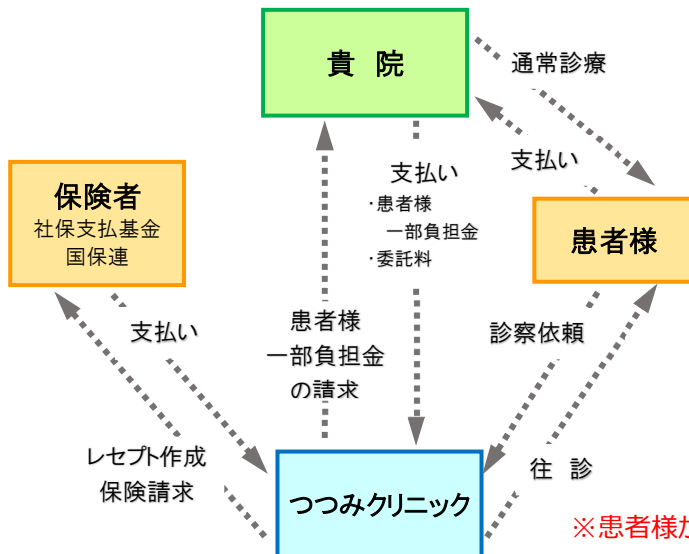 貴 院
通常診療
支払い
支払い
・患者様
一部負担金
・委託料
保険者
社保支払基金
国保連
患者様
支払い
患者様
一部負担金
の請求
診察依頼
レセプト作成
保険請求
つつみクリニック
往 診
※患者様が